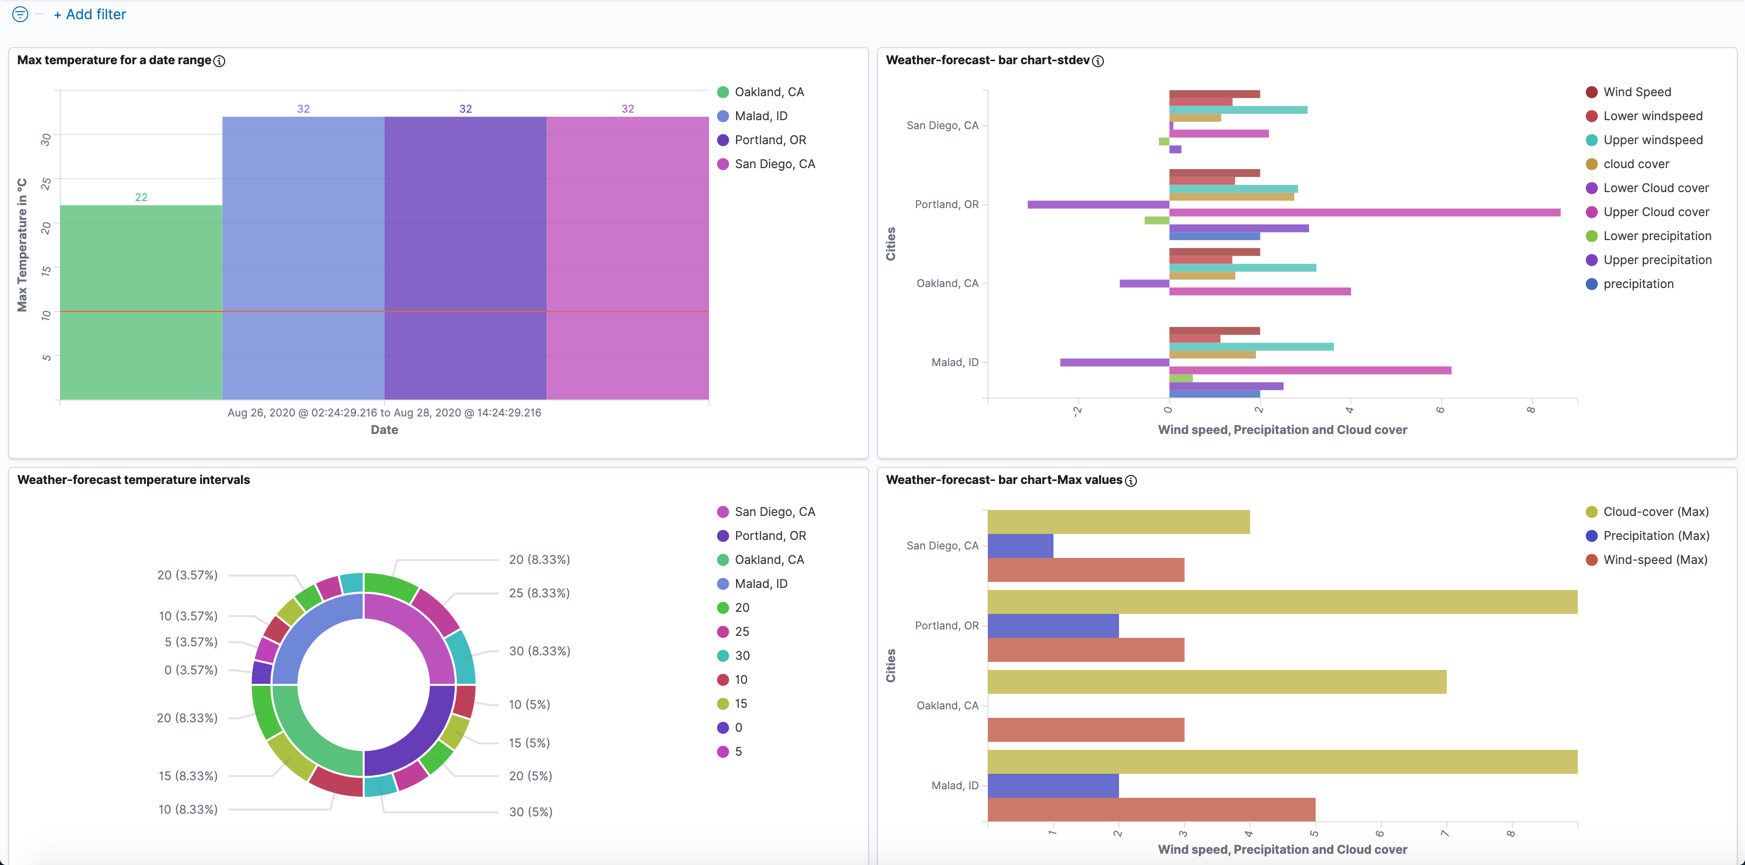 + Add filter
Max temperature for a date range
Max Temperature in °C
30
25
20
15
10
5
22
32
32
32
Aug 26, 2020 @ 02:24:29.216 to Aug 28, 2020 @ 14:24:29.216
Date
Oakland, CA
Malad, ID
Portland, OR
San Diego, CA
Weather-forecast- bar chart-stdev
Cities
San Diego, CA
Portland, OR
Oakland, CA
Malad, ID
-2
0
2
4
6
8
Wind speed, Precipitation and Cloud cover
Wind Speed
Lower windspeed
Upper windspeed
cloud cover
Lower Cloud cover
Upper Cloud cover
Lower precipitation
Upper precipitation
precipitation
Weather-forecast temperature intervals
20 (8.33%)
25 (8.33%)
30 (8.33%)
10 (5%)
15 (5%)
20 (5%)
30 (5%)
20 (3.57%)
10 (3.57%)
5 (3.57%)
0 (3.57%)
20 (8.33%)
15 (8.33%)
10 (8.33%)
San Diego, CA
Portland, OR
Oakland, CA
Malad, ID
20
25
30
10
15
0
5
Weather-forecast- bar chart-Max values
Cities
San Diego, CA
Portland, OR
Oakland, CA
Malad, ID
1
2
3
4
5
6
7
8
Wind speed, Precipitation and Cloud cover
Cloud-cover (Max)
Precipitation (Max)
Wind-speed (Max)